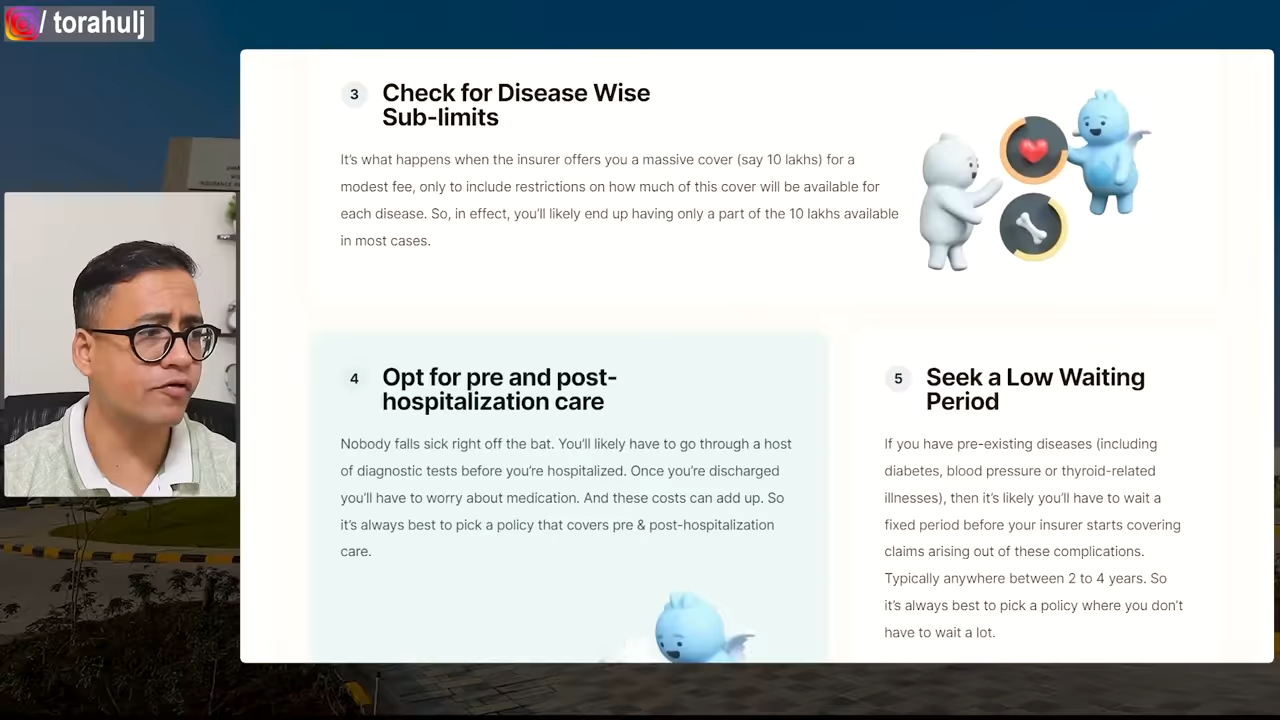 / torahulj
3
Check for Disease Wise
Sub-limits
It's what happens when the insurer offers you a massive cover (say 10 lakhs) for a
modest fee, only to include restrictions on how much of this cover will be available for
each disease. So, in effect, you'll likely end up having only a part of the 10 lakhs available
in most cases.
4
Opt for pre and post-
hospitalization care
Nobody falls sick right off the bat. You'll likely have to go through a host
of diagnostic tests before you're hospitalized. Once you're discharged
you'll have to worry about medication. And these costs can add up. So
it's always best to pick a policy that covers pre & post-hospitalization
care.
5
Seek a Low Waiting
Period
If you have pre-existing diseases (including
diabetes, blood pressure or thyroid-related
illnesses), then it's likely you'll have to wait a
fixed period before your insurer starts covering
claims arising out of these complications.
Typically anywhere between 2 to 4 years. So
it's always best to pick a policy where you don't
have to wait a lot.